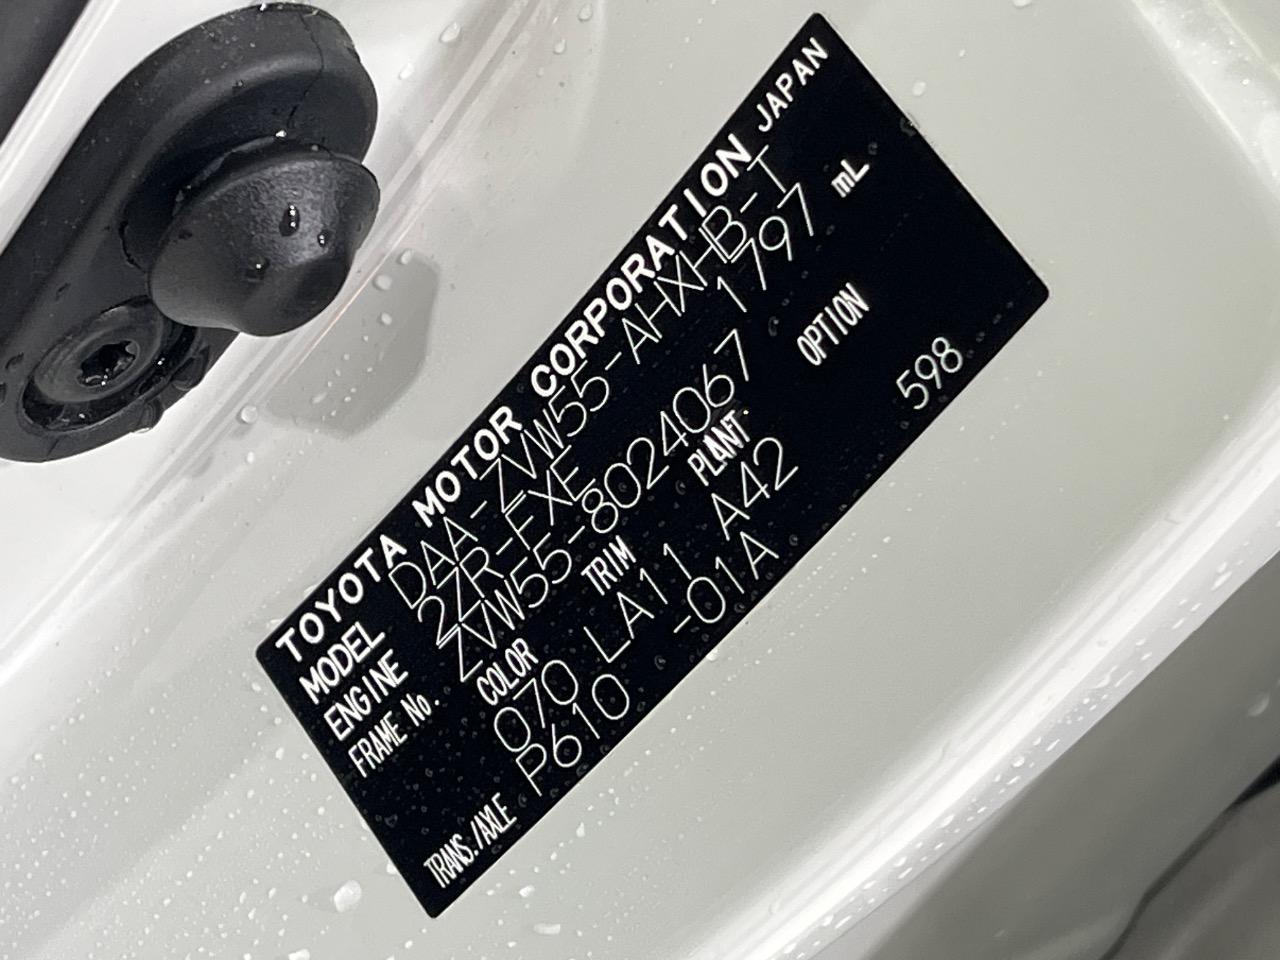 TOYOTA MOTOR CORPORATION JAPAN
MODEL DAA-ZVW55-AHXHB-T
ENGINE 2ZR-FXE 1797 mL
FRAME No. ZVW55-8024067
COLOR TRIM PLANT OPTION
070 LA11 A42
P610 -01A 598
TRANS./AXLE